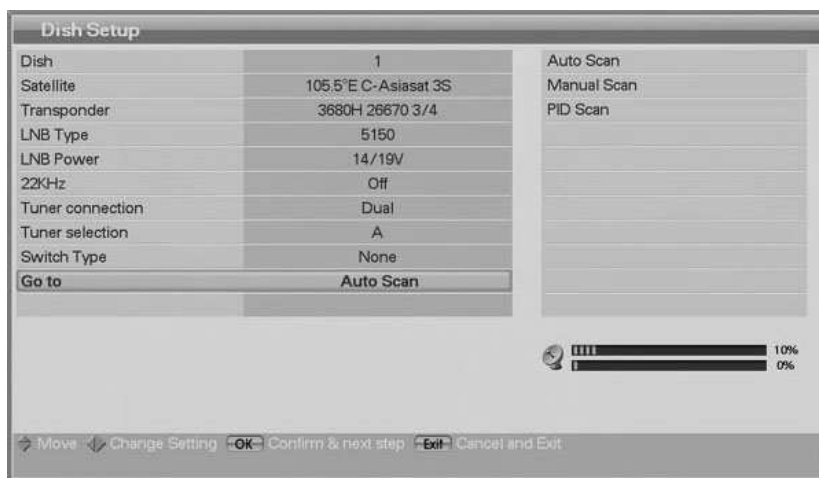 Dish Setup
Dish 1
Satellite 105.5°E C-Asiasat 3S
Transponder 3680H 26670 3/4
LNB Type 5150
LNB Power 14/19V
22KHz Off
Tuner connection Dual
Tuner selection A
Switch Type None
Go to Auto Scan
Auto Scan
Manual Scan
PID Scan
10%
0%
Move Change Setting OK Confirm & next step Exit Cancel and Exit